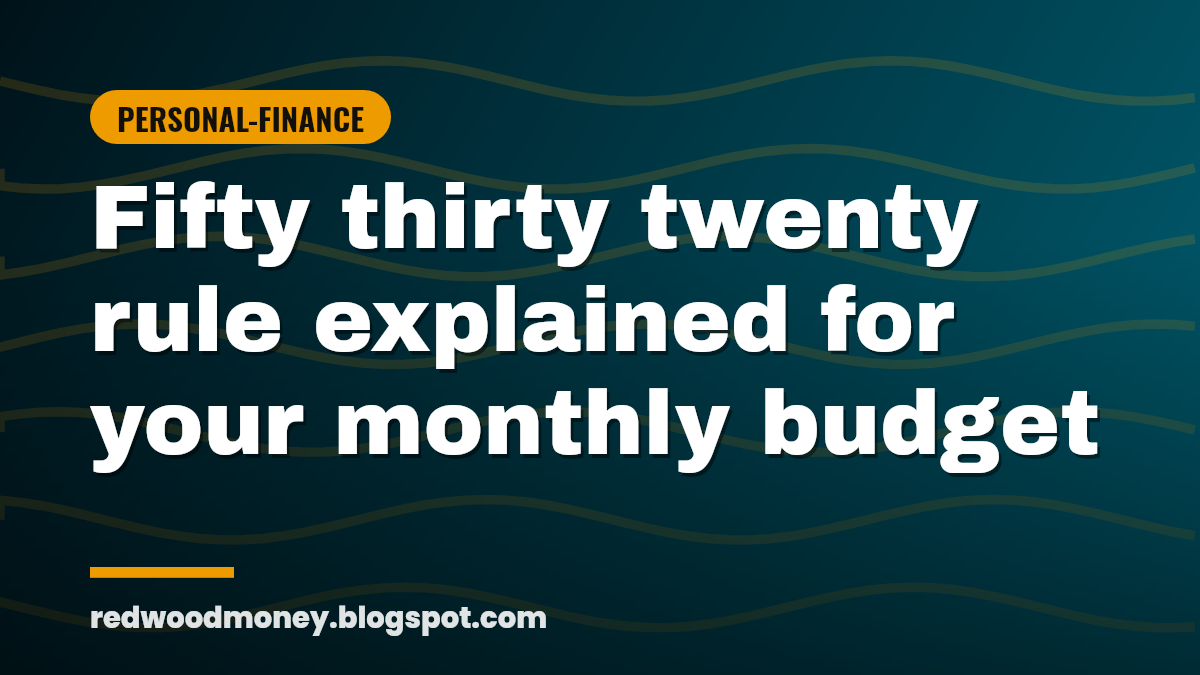 PERSONAL-FINANCE
Fifty thirty twenty
rule explained for
your monthly budget
redwoodmoney.blogspot.com